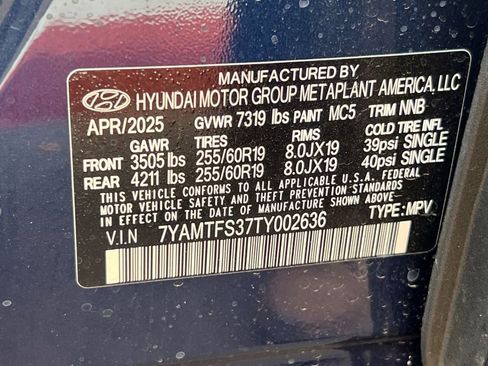 MANUFACTURED BY
HYUNDAI MOTOR GROUP METAPLANT AMERICA, LLC
APR/2025 GVWR 7319 lbs PAINT MC5 TRIM NNB
GAWR TIRES RIMS COLD TIRE INFL
FRONT 3505 lbs 255/60R19 8.0JX19 39psi SINGLE
REAR 4211 lbs 255/60R19 8.0JX19 40psi SINGLE
THIS VEHICLE CONFORMS TO ALL APPLICABLE U.S.A. FEDERAL
MOTOR VEHICLE SAFETY AND THEFT PREVENTION STANDARDS
IN EFFECT ON THE DATE OF MANUFACTURE SHOWN ABOVE.
V.I.N 7YAMTFS37TY002636 TYPE:MPV